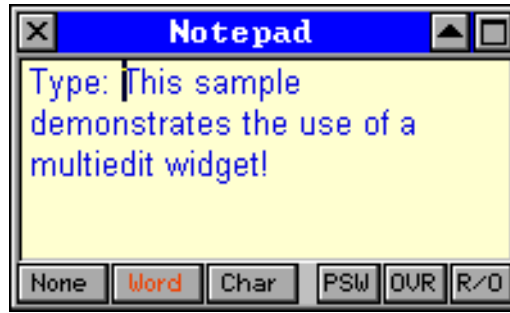 Notepad
Type: This sample
demonstrates the use of a
multiedit widget!
None Word Char PSW OVR R/O